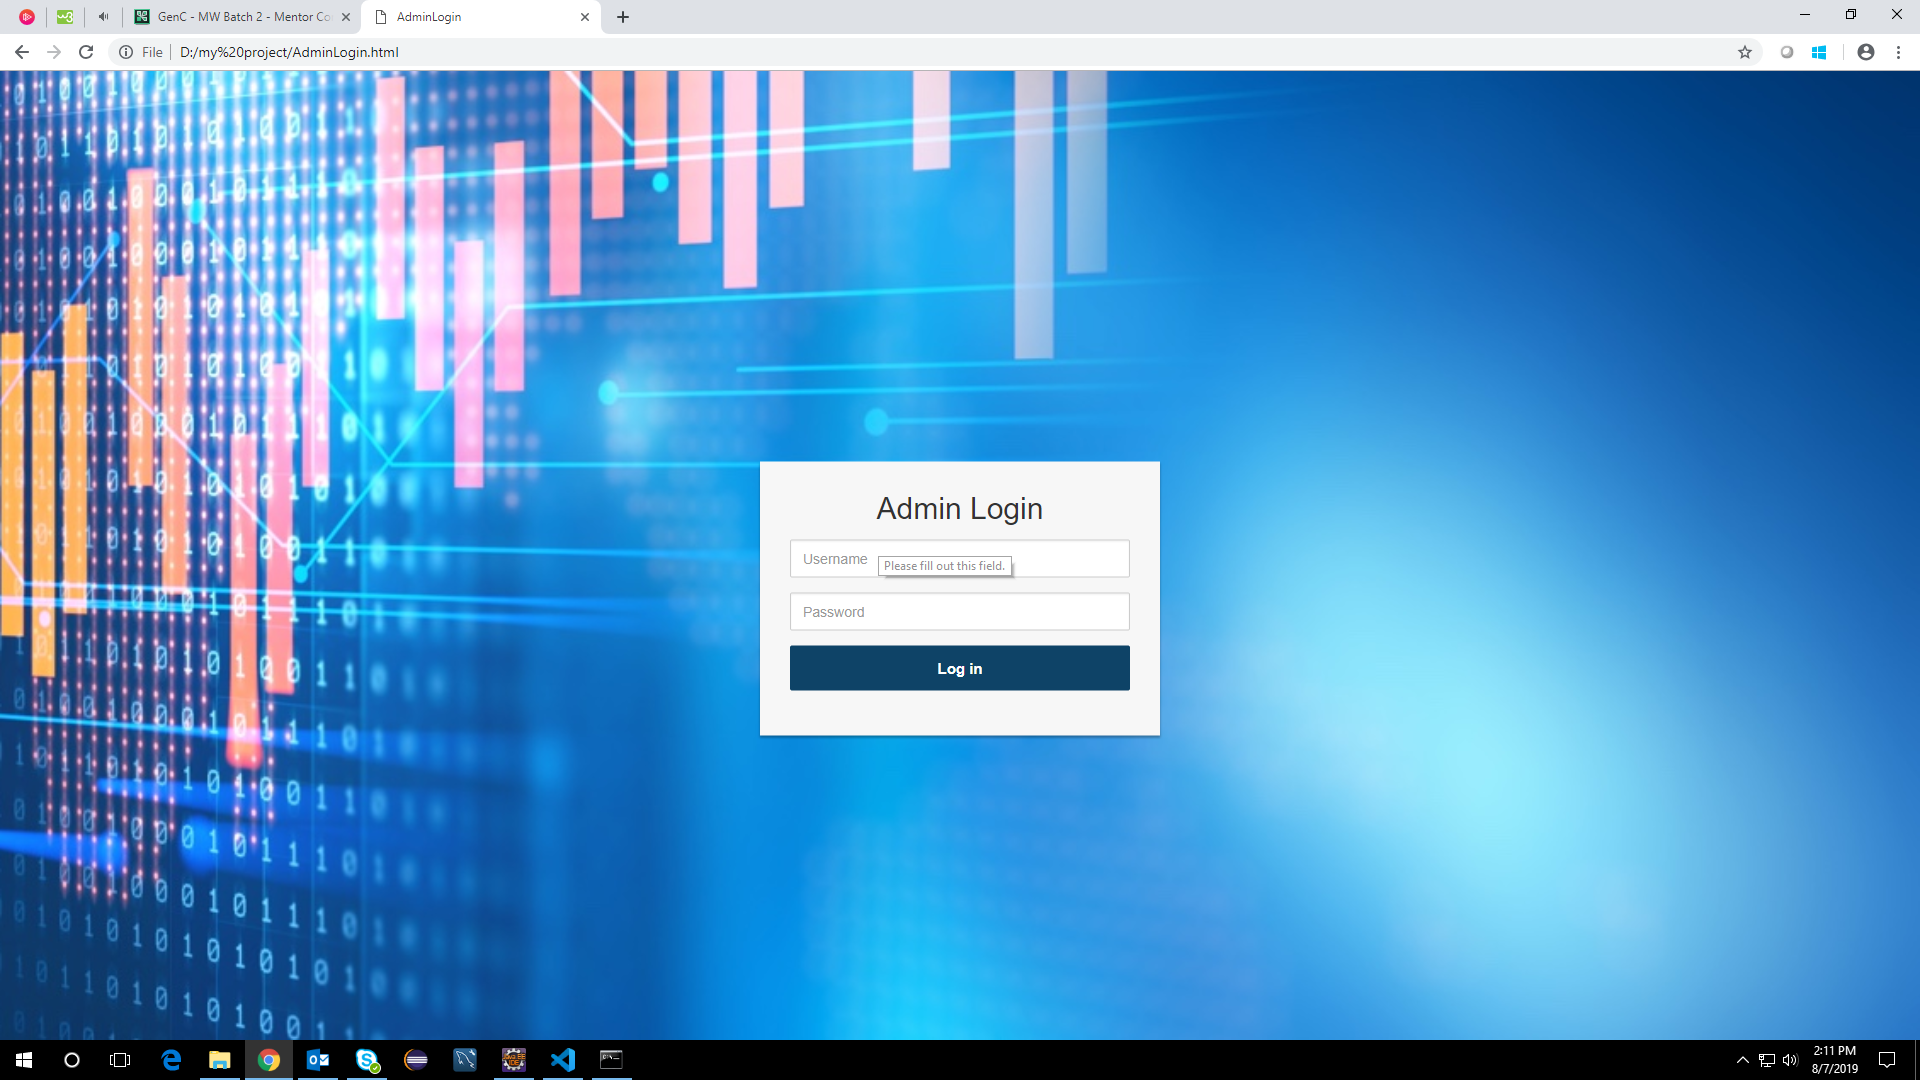 GenC - MW Batch 2 - Mentor Co
AdminLogin
File
D:/my%20project/AdminLogin.html
Admin Login
Username
Please fill out this field.
Password
Log in
2:11 PM
8/7/2019